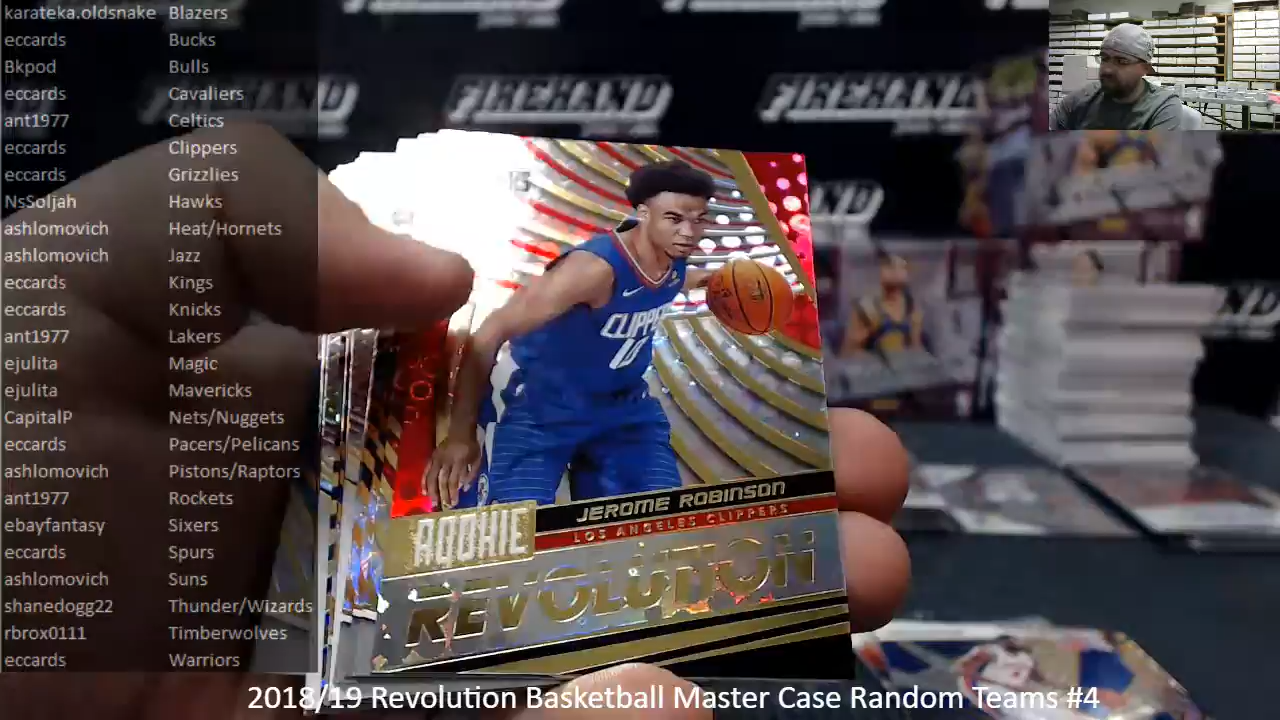 karateka.oldsnake Blazers
eccards Bucks
Bkpod Bulls
eccards Cavaliers
ant1977 Celtics
eccards Clippers
eccards Grizzlies
NsSoljah Hawks
ashlomovich Heat/Hornets
ashlomovich Jazz
eccards Kings
eccards Knicks
ant1977 Lakers
ejulita Magic
ejulita Mavericks
CapitalP Nets/Nuggets
eccards Pacers/Pelicans
ashlomovich Pistons/Raptors
ant1977 Rockets
ebayfantasy Sixers
eccards Spurs
ashlomovich Suns
shanedogg22 Thunder/Wizards
rbrox0111 Timberwolves
eccards Warriors
FIREHAND
FIREHAND
CLIPPERS
10
JEROME ROBINSON
LOS ANGELES CLIPPERS
ROOKIE
REVOLUTION
2018/19 Revolution Basketball Master Case Random Teams #4